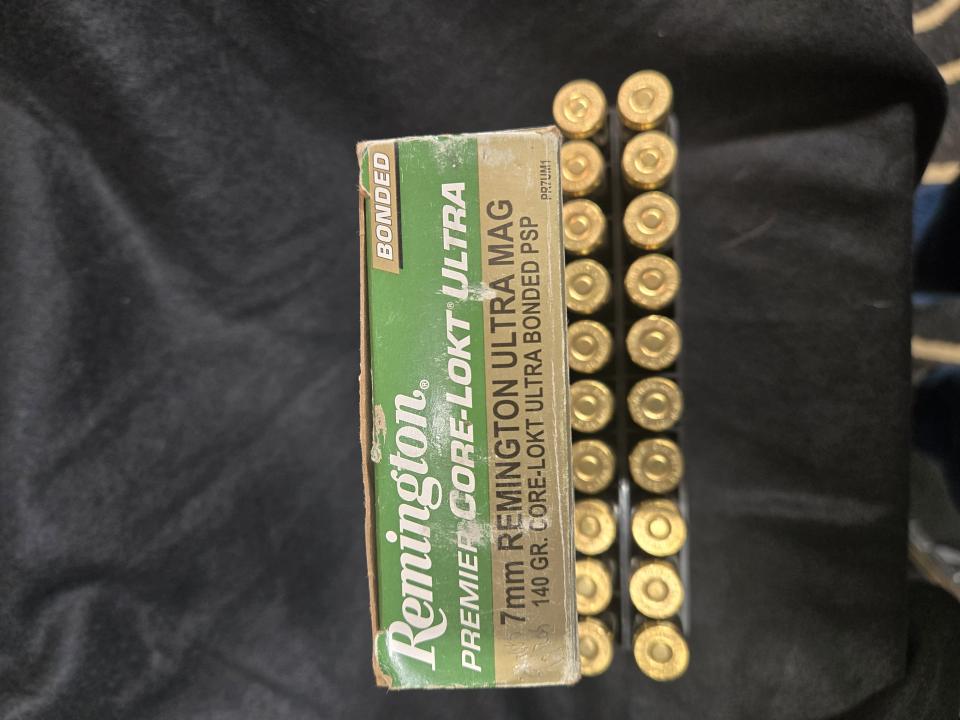 BONDED
Remington®
PREMIER CORE-LOKT® ULTRA
7mm REMINGTON ULTRA MAG
140 GR. CORE-LOKT ULTRA BONDED PSP
PR7UM1